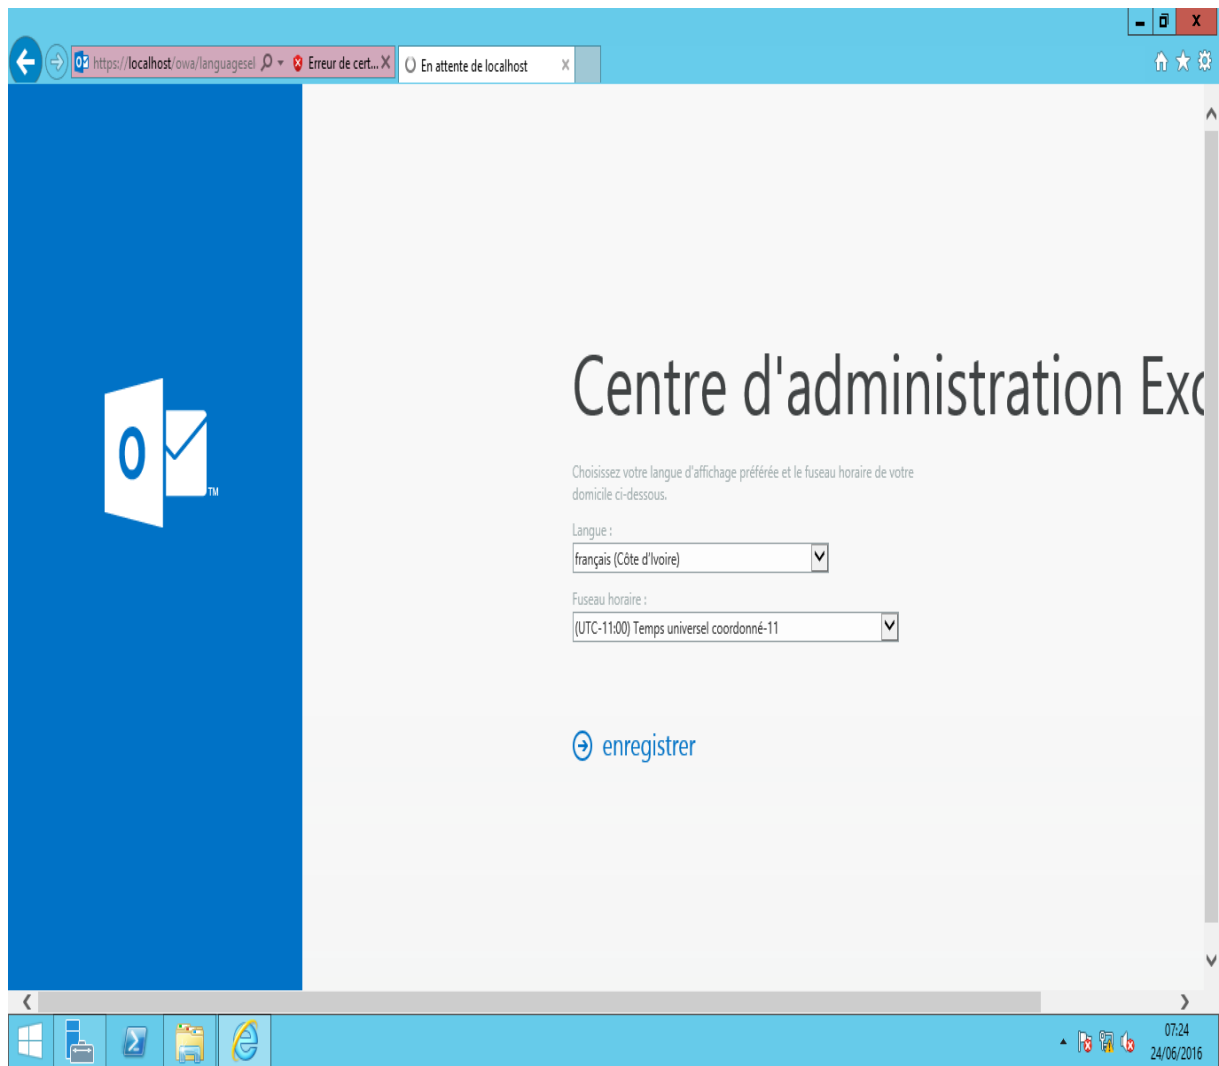 https://localhost/owa/languagesel
Erreur de cert...
En attente de localhost
Centre d'administration Exc
Choisissez votre langue d'affichage préférée et le fuseau horaire de votre
domicile ci-dessous.
Langue :
français (Côte d'Ivoire)
Fuseau horaire :
(UTC-11:00) Temps universel coordonné-11
enregistrer
O
TM
07:24
24/06/2016